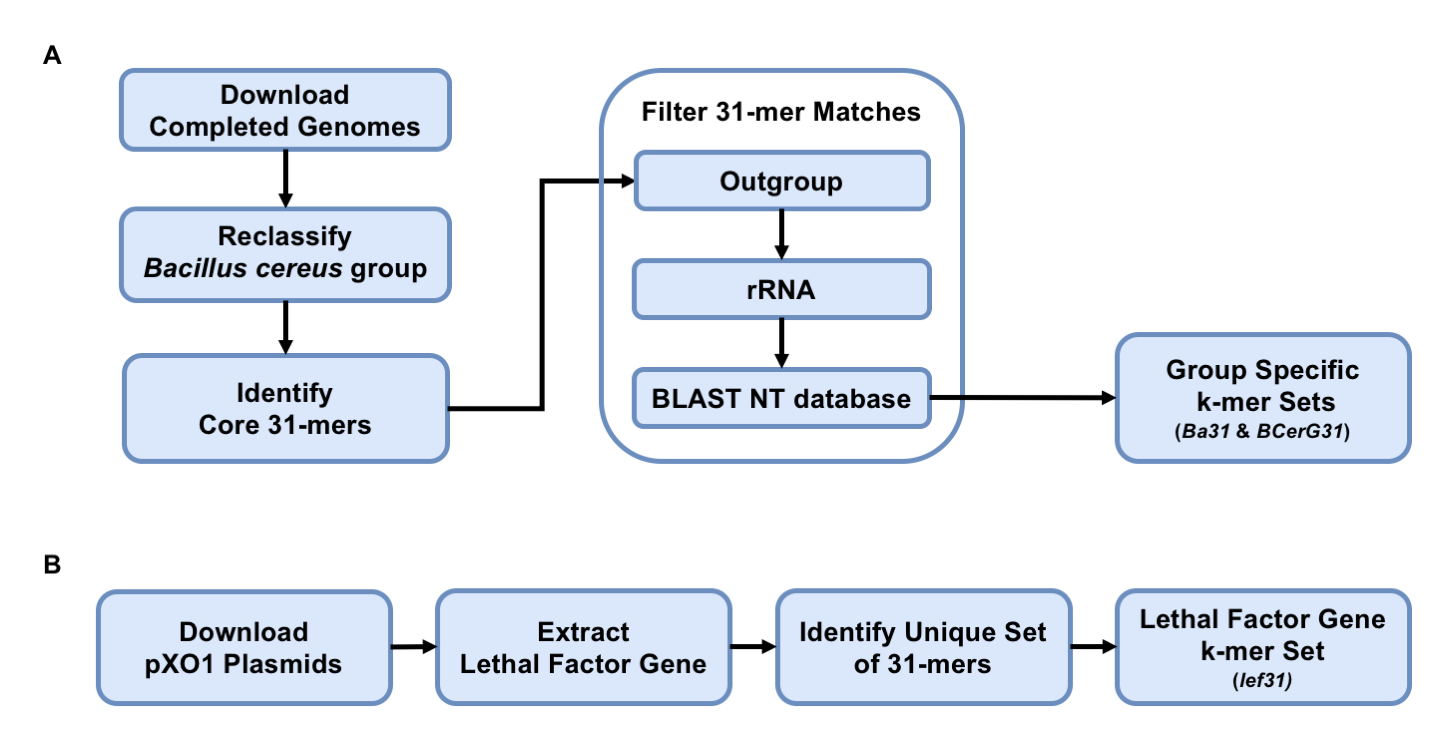 A
Download
Completed Genomes
Reclassify
Bacillus cereus group
Identify
Core 31-mers
Filter 31-mer Matches
Outgroup
rRNA
BLAST NT database
Group Specific
k-mer Sets
(Ba31 & BCerG31)
B
Download
pXO1 Plasmids
Extract
Lethal Factor Gene
Identify Unique Set
of 31-mers
Lethal Factor Gene
k-mer Set
(lef31)